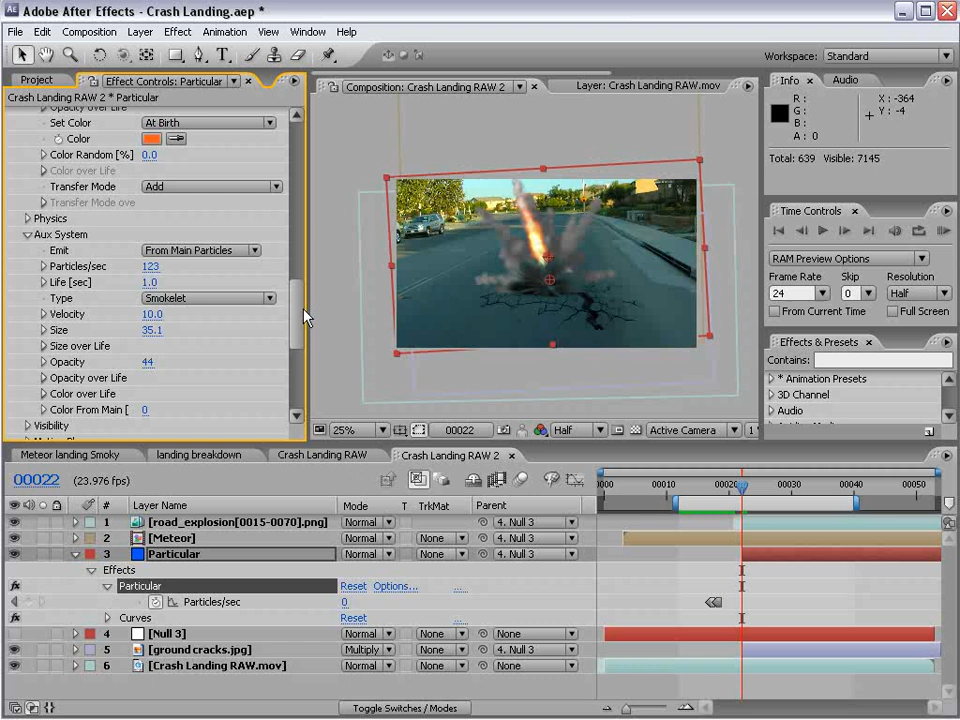 Ae Adobe After Effects - Crash Landing.aep *
File Edit Composition Layer Effect Animation View Window Help
Workspace: Standard
Project
Effect Controls: Particular
Crash Landing RAW 2 * Particular
Opacity over Life
Set Color At Birth
Color
Color Random [%] 0.0
Color over Life
Transfer Mode Add
Transfer Mode ove
Physics
Aux System
Emit From Main Particles
Particles/sec 123
Life [sec] 1.0
Type Smokelet
Velocity 10.0
Size 35.1
Size over Life
Opacity 44
Opacity over Life
Color over Life
Color From Main [ 0
Visibility
Composition: Crash Landing RAW 2
Layer: Crash Landing RAW.mov
25% 00022 Half Active Camera 1
Info Audio
R: X: -364
G: Y: -4
B:
A: 0
Total: 639 Visible: 7145
Time Controls
RAM Preview Options
Frame Rate Skip Resolution
24 0 Half
From Current Time Full Screen
Effects & Presets
Contains:
* Animation Presets
3D Channel
Audio
Meteor landing Smoky landing breakdown Crash Landing RAW Crash Landing RAW 2
00022 (23.976 fps)
0000 00010 00020 00030 00040 00050
# Layer Name Mode T TrkMat Parent
1 [road_explosion[0015-0070].png] Normal 4. Null 3
2 [Meteor] Normal None 4. Null 3
3 Particular Normal None 4. Null 3
Effects
fx Particular Reset Options... ...
Particles/sec 0
fx Curves Reset ...
4 [Null 3] Normal None None
5 [ground cracks.jpg] Multiply None 4. Null 3
6 [Crash Landing RAW.mov] Normal None None
Toggle Switches / Modes